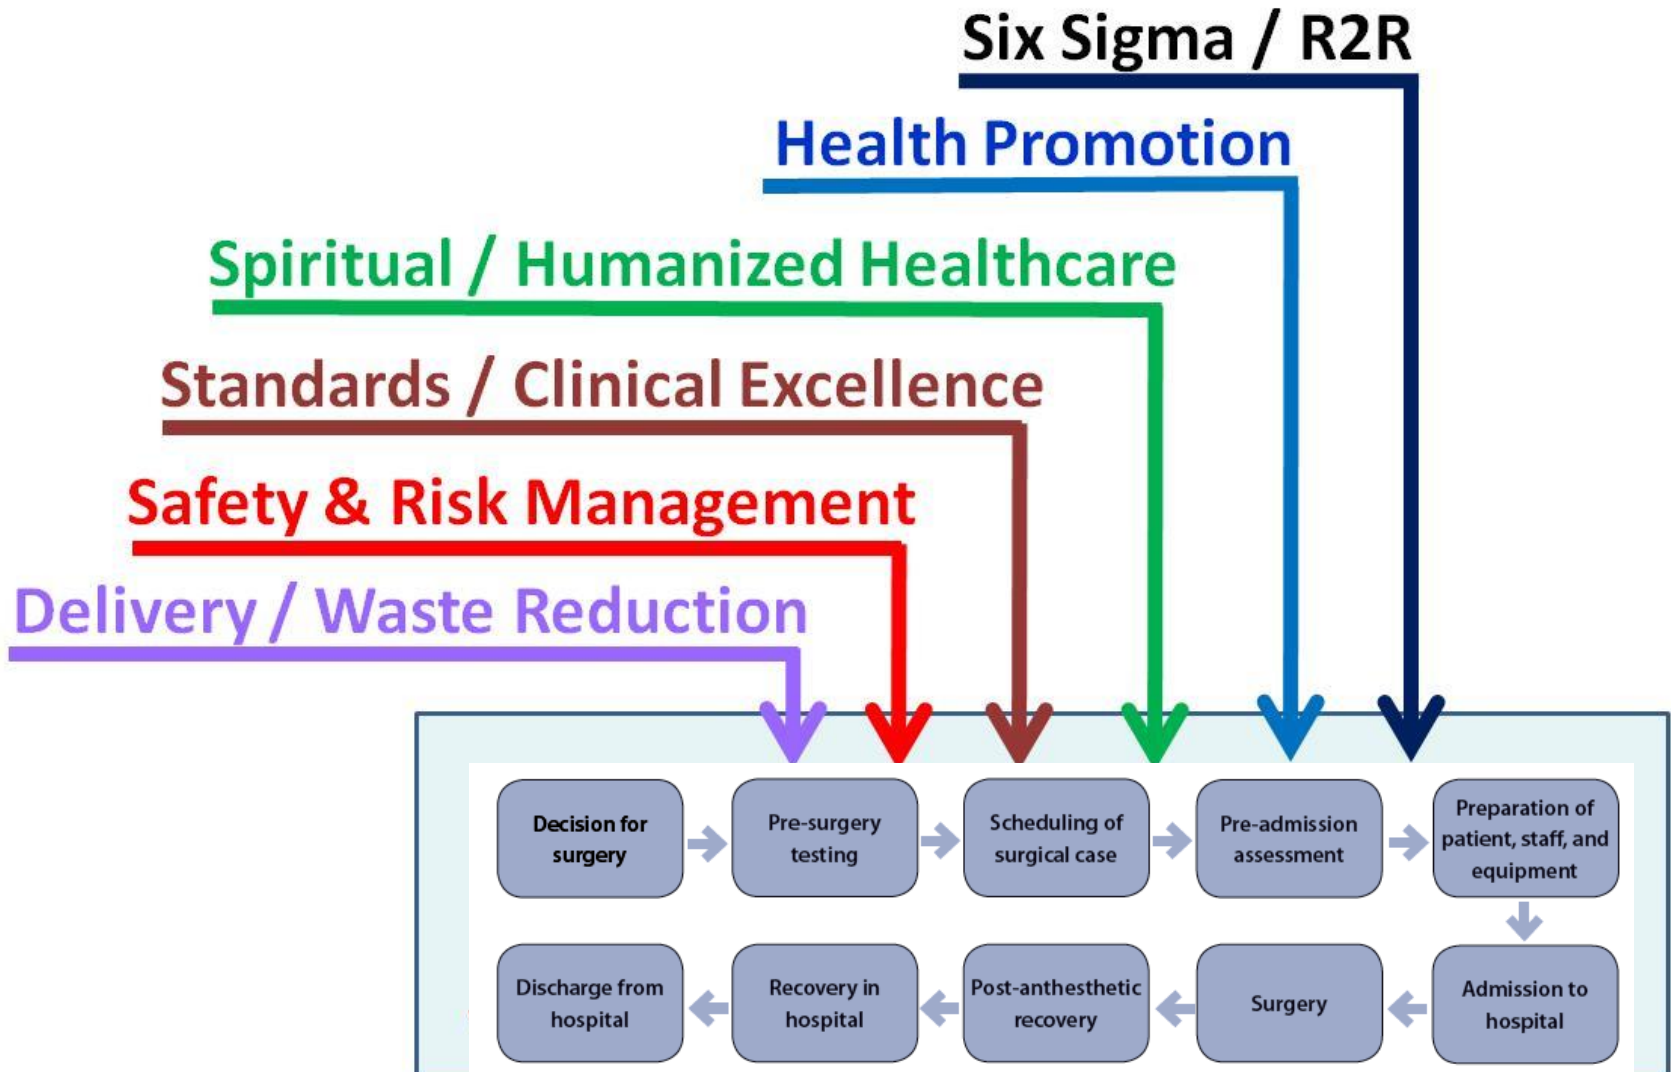 Six Sigma / R2R
Health Promotion
Spiritual / Humanized Healthcare
Standards / Clinical Excellence
Safety & Risk Management
Delivery / Waste Reduction
Decision for
surgery
Pre-surgery
testing
Scheduling of
surgical case
Pre-admission
assessment
Preparation of
patient, staff, and
equipment
Admission to
hospital
Surgery
Post-anthesthetic
recovery
Recovery in
hospital
Discharge from
hospital